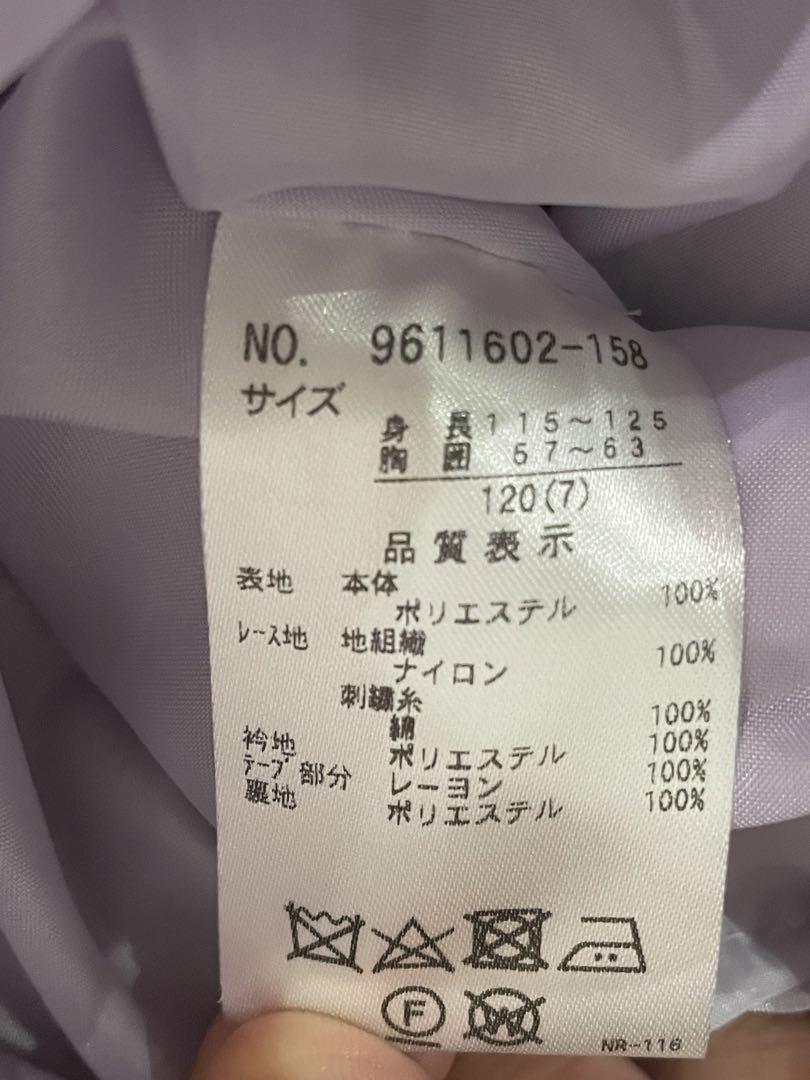 NO. 9611602-158
サイズ
身長115～125
胸囲 57～63
120(7)
品質表示
表地 本体
ポリエステル 100%
レース地 地組織
ナイロン 100%
刺繍糸
綿 100%
衿地 ポリエステル 100%
テープ部分 レーヨン 100%
裏地 ポリエステル 100%
F W
NR-116